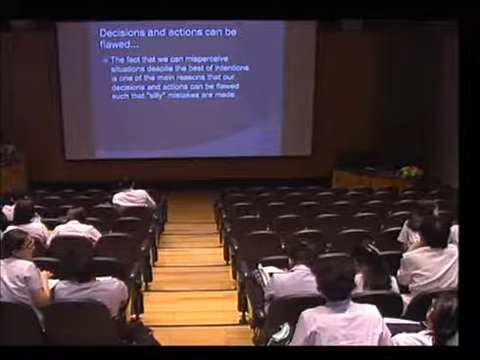 Decisions and actions can be
flawed...
The fact that we can misperceive
situations despite the best of intentions
is one of the main reasons that our
decisions and actions can be flawed
such that "silly" mistakes are made.